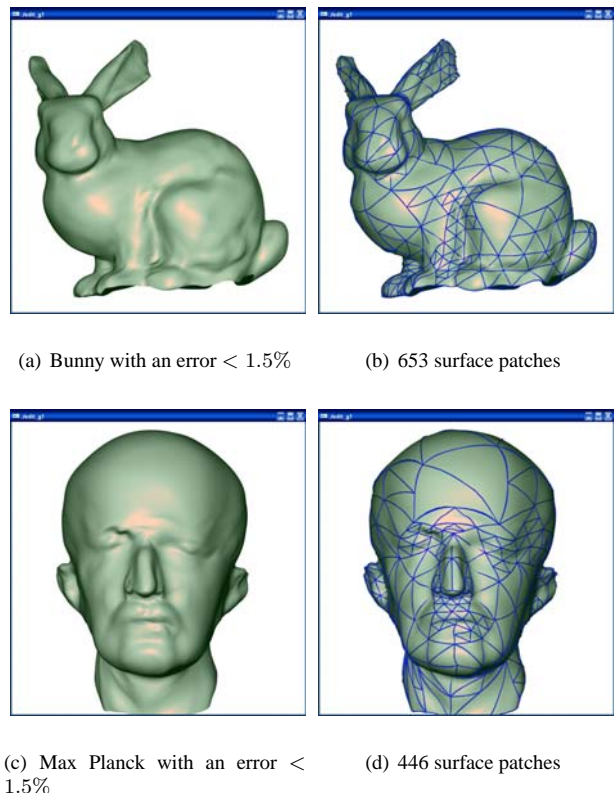 (a) Bunny with an error < 1.5%
(b) 653 surface patches
(c) Max Planck with an error <
1.5%
(d) 446 surface patches